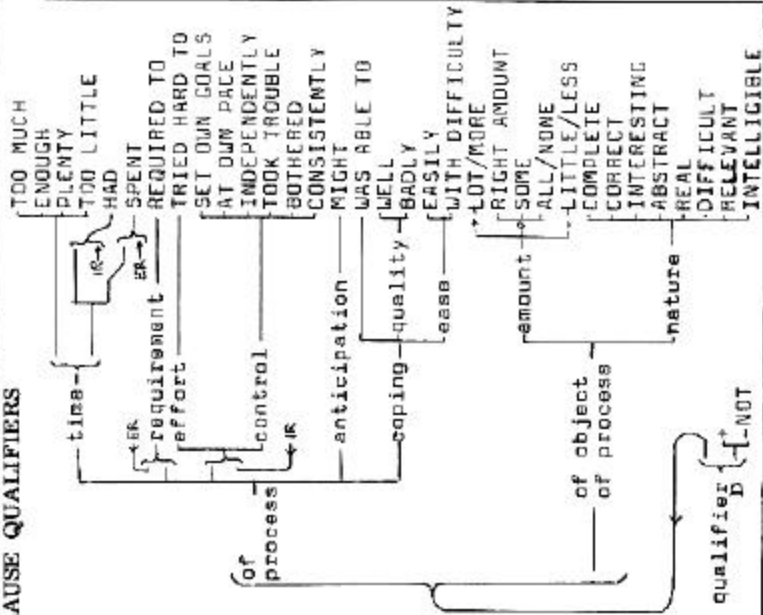 AUSE QUALIFIERS
TOO MUCH
ENOUGH
PLENTY
TOO LITTLE
HAD
SPENT
REQUIRED TO
TRIED HARD TO
SET OWN GOALS
AT OWN PACE
INDEPENDENTLY
TOOK TROUBLE
BOTHERED
CONSISTENTLY
MIGHT
WAS ABLE TO
WELL
BADLY
EASILY
WITH DIFFICULTY
LOT/MORE
RIGHT AMOUNT
SOME
ALL/NONE
LITTLE/LESS
COMPLETE
CORRECT
INTERESTING
ABSTRACT
REAL
DIFFICULT
RELEVANT
INTELLIGIBLE
IR
ER
time
ER
requirement
effort
control
IR
anticipation
coping
quality
ease
amount
nature
of
process
of object
of process
qualifier
D
+
-NOT